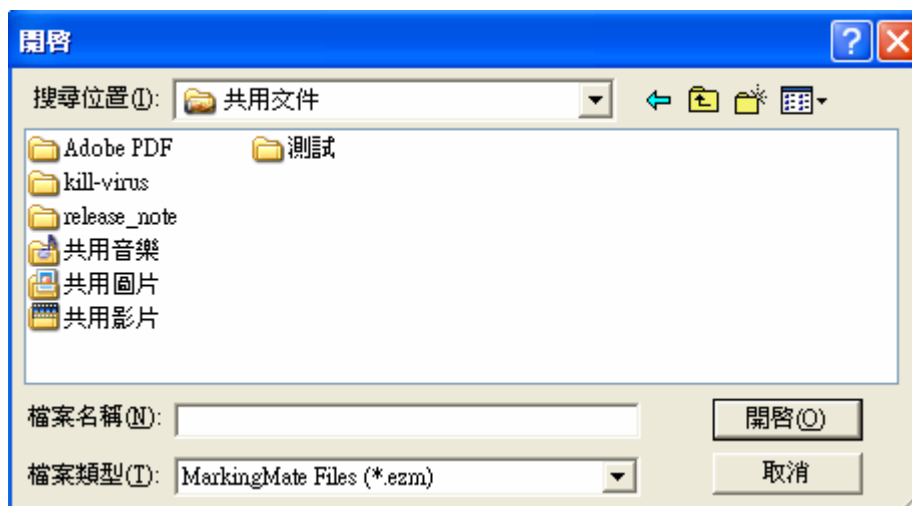 開啓
搜尋位置(I): 共用文件
Adobe PDF
kill-virus
release_note
共用音樂
共用圖片
共用影片
測試
檔案名稱(N):
開啓(O)
檔案類型(T): MarkingMate Files (*.ezm)
取消